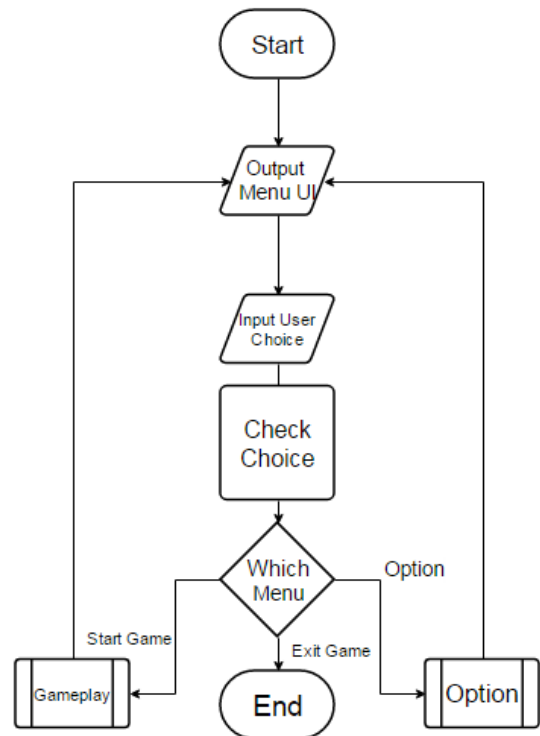 Start
Output
Menu UI
Input User
Choice
Check
Choice
Which
Menu
Option
Start Game
Exit Game
Gameplay
End
Option